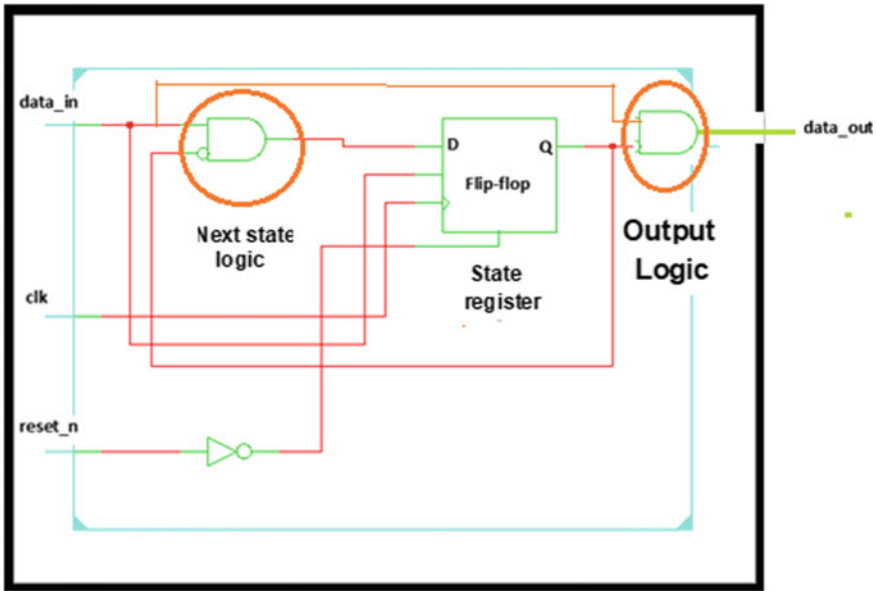 data_in
data_out
D
Q
Flip-flop
Next state
logic
Output
Logic
State
register
clk
reset_n